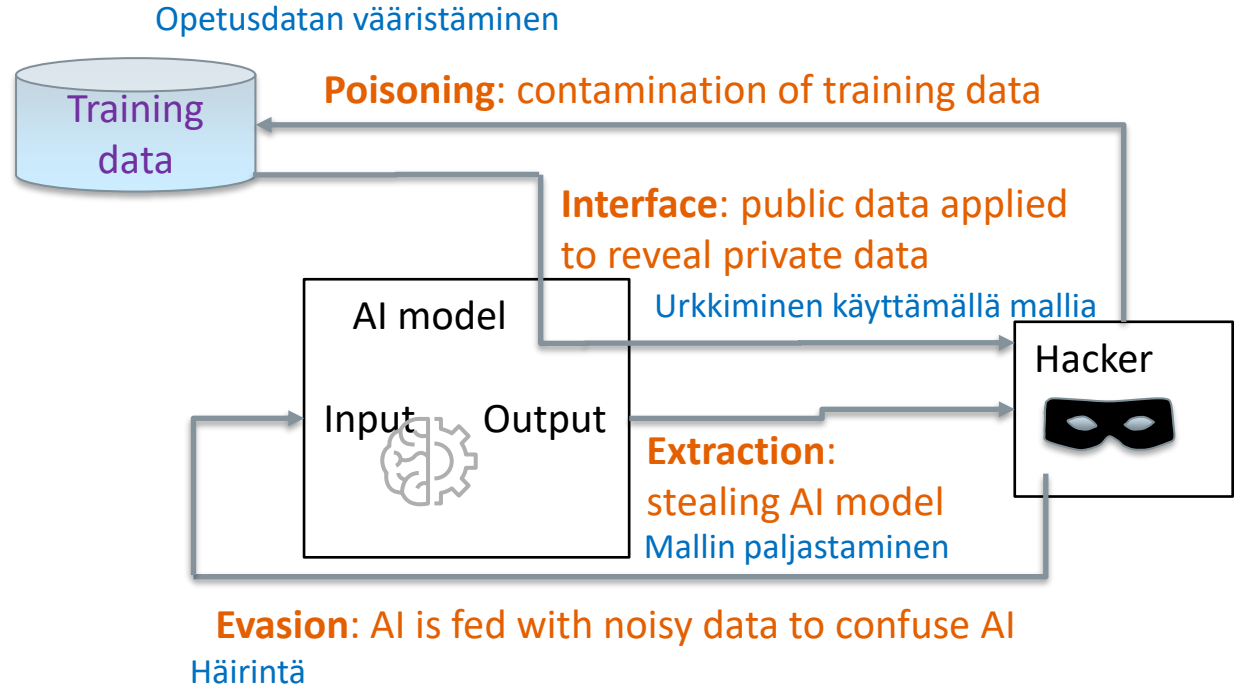 Opetusdatan vääristäminen
Poisoning: contamination of training data
Training
data
Interface: public data applied
to reveal private data
Urkkiminen käyttämällä mallia
AI model
Hacker
Input
Output
Extraction:
stealing AI model
Mallin paljastaminen
Evasion: AI is fed with noisy data to confuse AI
Häirintä